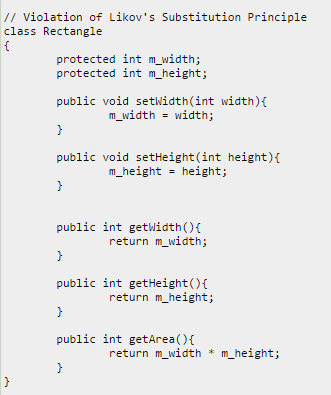 // Violation of Likov's Substitution Principle
class Rectangle
{
        protected int m_width;
        protected int m_height;

        public void setWidth(int width){
                m_width = width;
        }

        public void setHeight(int height){
                m_height = height;
        }


        public int getWidth(){
                return m_width;
        }

        public int getHeight(){
                return m_height;
        }

        public int getArea(){
                return m_width * m_height;
        }
}